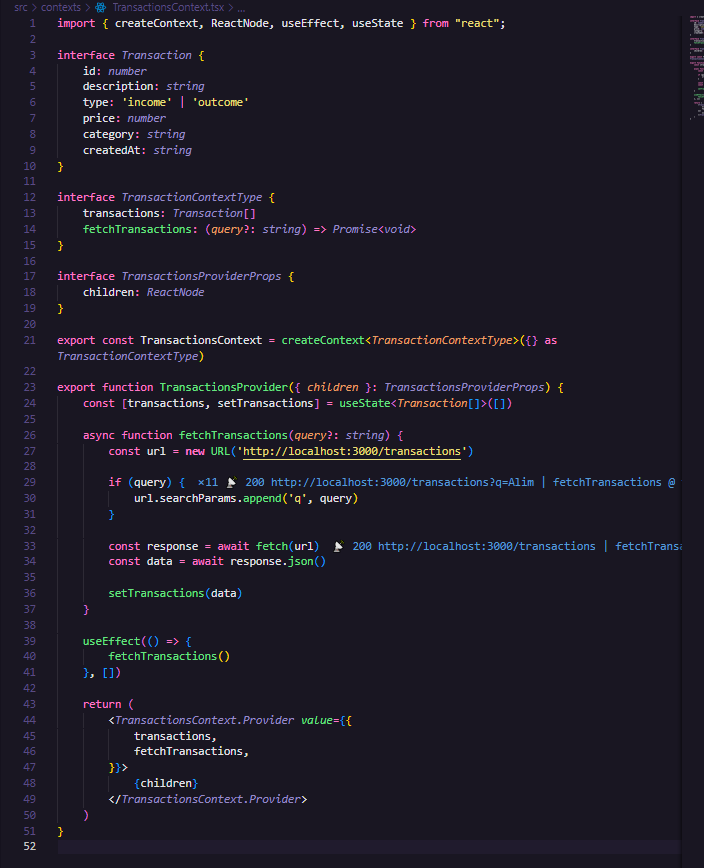 src > contexts > TransactionsContext.tsx > ...
1 import { createContext, ReactNode, useEffect, useState } from "react";
2
3 interface Transaction {
4 id: number
5 description: string
6 type: 'income' | 'outcome'
7 price: number
8 category: string
9 createdAt: string
10 }
11
12 interface TransactionContextType {
13 transactions: Transaction[]
14 fetchTransactions: (query?: string) => Promise<void>
15 }
16
17 interface TransactionsProviderProps {
18 children: ReactNode
19 }
20
21 export const TransactionsContext = createContext<TransactionContextType>({} as
TransactionContextType)
22
23 export function TransactionsProvider({ children }: TransactionsProviderProps) {
24 const [transactions, setTransactions] = useState<Transaction[]>([])
25
26 async function fetchTransactions(query?: string) {
27 const url = new URL('http://localhost:3000/transactions')
28
29 if (query) { ×11 📡 200 http://localhost:3000/transactions?q=Alim | fetchTransactions @
30 url.searchParams.append('q', query)
31 }
32
33 const response = await fetch(url) 📡 200 http://localhost:3000/transactions | fetchTransa
34 const data = await response.json()
35
36 setTransactions(data)
37 }
38
39 useEffect(() => {
40 fetchTransactions()
41 }, [])
42
43 return (
44 <TransactionsContext.Provider value={{
45 transactions,
46 fetchTransactions,
47 }}>
48 {children}
49 </TransactionsContext.Provider>
50 )
51 }
52